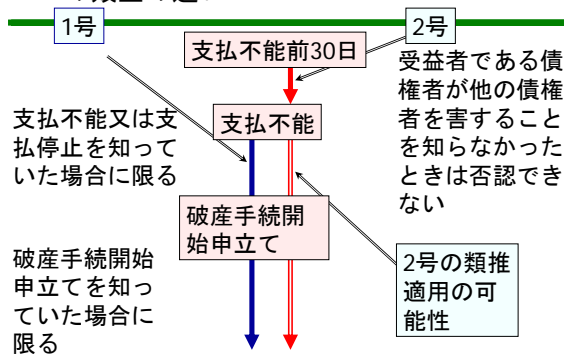 1号
2号
支払不能前30日
受益者である債
権者が他の債権
者を害すること
を知らなかった
ときは否認でき
ない
支払不能又は支
払停止を知って
いた場合に限る
支払不能
破産手続開
始申立て
破産手続開始
申立てを知っ
ていた場合に
限る
2号の類推
適用の可
能性